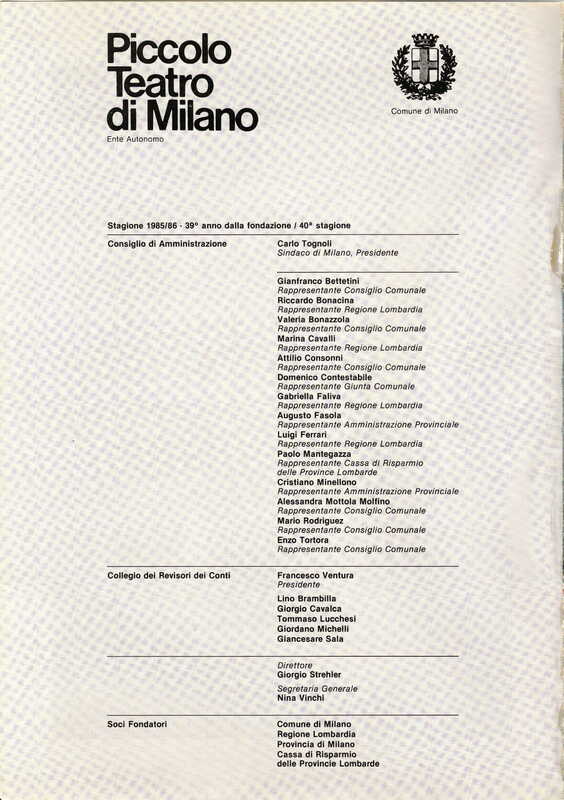 Piccolo
Teatro
di Milano
Ente Autonomo
Comune di Milano
Stagione 1985/86 - 39º anno dalla fondazione / 40ª stagione
Consiglio di Amministrazione
Carlo Tognoli
Sindaco di Milano, Presidente
Gianfranco Bettetini
Rappresentante Consiglio Comunale
Riccardo Bonacina
Rappresentante Regione Lombardia
Valeria Bonazzola
Rappresentante Consiglio Comunale
Marina Cavalli
Rappresentante Regione Lombardia
Attilio Consonni
Rappresentante Consiglio Comunale
Domenico Contestabile
Rappresentante Giunta Comunale
Gabriella Faliva
Rappresentante Regione Lombardia
Augusto Fasola
Rappresentante Amministrazione Provinciale
Luigi Ferrari
Rappresentante Regione Lombardia
Paolo Mantegazza
Rappresentante Cassa di Risparmio
delle Province Lombarde
Cristiano Minellono
Rappresentante Amministrazione Provinciale
Alessandra Mottola Molfino
Rappresentante Consiglio Comunale
Mario Rodriguez
Rappresentante Consiglio Comunale
Enzo Tortora
Rappresentante Consiglio Comunale
Collegio dei Revisori dei Conti
Francesco Ventura
Presidente
Lino Brambilla
Giorgio Cavalca
Tommaso Lucchesi
Giordano Michelli
Giancesare Sala
Direttore
Giorgio Strehler
Segretaria Generale
Nina Vinchi
Soci Fondatori
Comune di Milano
Regione Lombardia
Provincia di Milano
Cassa di Risparmio
delle Provincie Lombarde